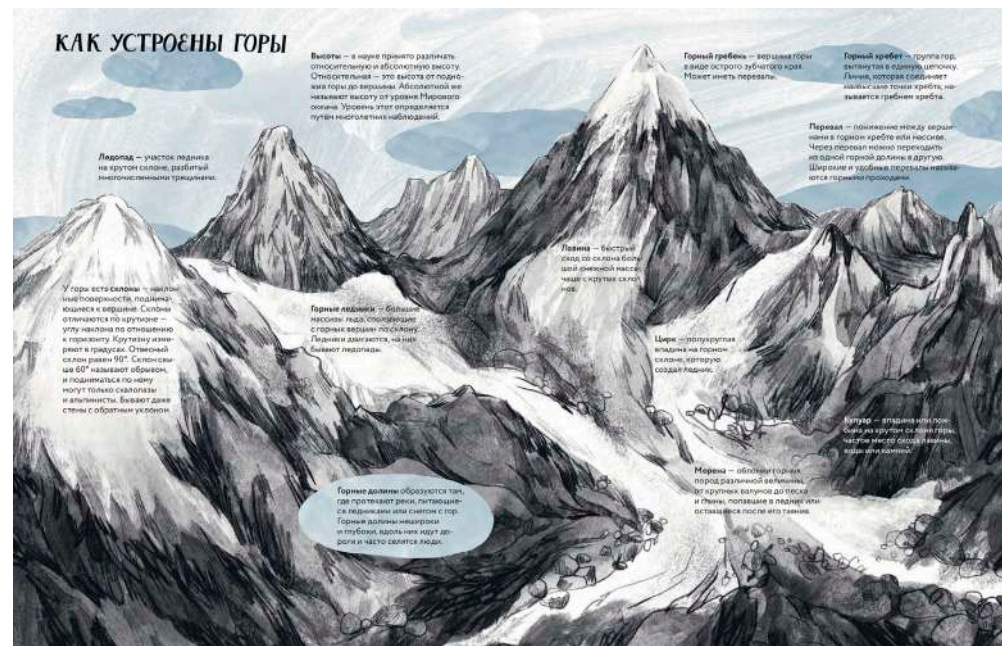 КАК УСТРОЕНЫ ГОРЫ
Высоты — в науке принято различать
относительную и абсолютную высоту.
Относительная — это высота от подно-
жия горы до вершины. Абсолютной же
называют высоту от уровня Мирового
океана. Уровень этот определяется
путём многолетних наблюдений.
Горный гребень — вершина горы
в виде острого зубчатого края.
Может иметь перевалы.
Горный хребет — группа гор,
вытянутая в единую цепочку.
Линия, которая соединяет
наивысшие точки хребта, на-
зывается гребнем хребта.
Перевал — понижение между верши-
нами в горном хребте или массиве.
Через перевал можно переходить
из одной горной долины в другую.
Широкие и удобные перевалы называ-
ются горными проходами.
Ледопад — участок ледника
на крутом склоне, разбитый
многочисленными трещинами.
У горы есть склоны — наклон-
ные поверхности, поднима-
ющиеся к вершине. Склоны
отличаются по крутизне —
углу наклона по отношению
к горизонту. Крутизну изме-
ряют в градусах. Отвесный
склон равен 90°. Склон свы-
ше 60° называют обрывом,
и подниматься по нему
могут только скалолазы
и альпинисты. Бывают даже
стены с обратным уклоном.
Горные ледники — большие
массивы льда, сползающие
с горных вершин по склону.
Ледники двигаются, на них
бывают ледопады.
Лавина — быстрый
сход со склона боль-
шой снежной массы,
чаще с крутых скло-
нов.
Цирк — полукруглая
впадина на горном
склоне, которую
создал ледник.
Кулуар — впадина или лож-
бина на крутом склоне горы,
частое место схода лавины,
воды или камней.
Морена — обломки горных
пород различной величины,
от крупных валунов до песка
и глины, попавшие в ледник или
оставшиеся после его таяния.
Горные долины образуются там,
где протекают реки, питающие-
ся ледниками или снегом с гор.
Горные долины нешироки
и глубоки, вдоль них идут до-
роги и часто селятся люди.